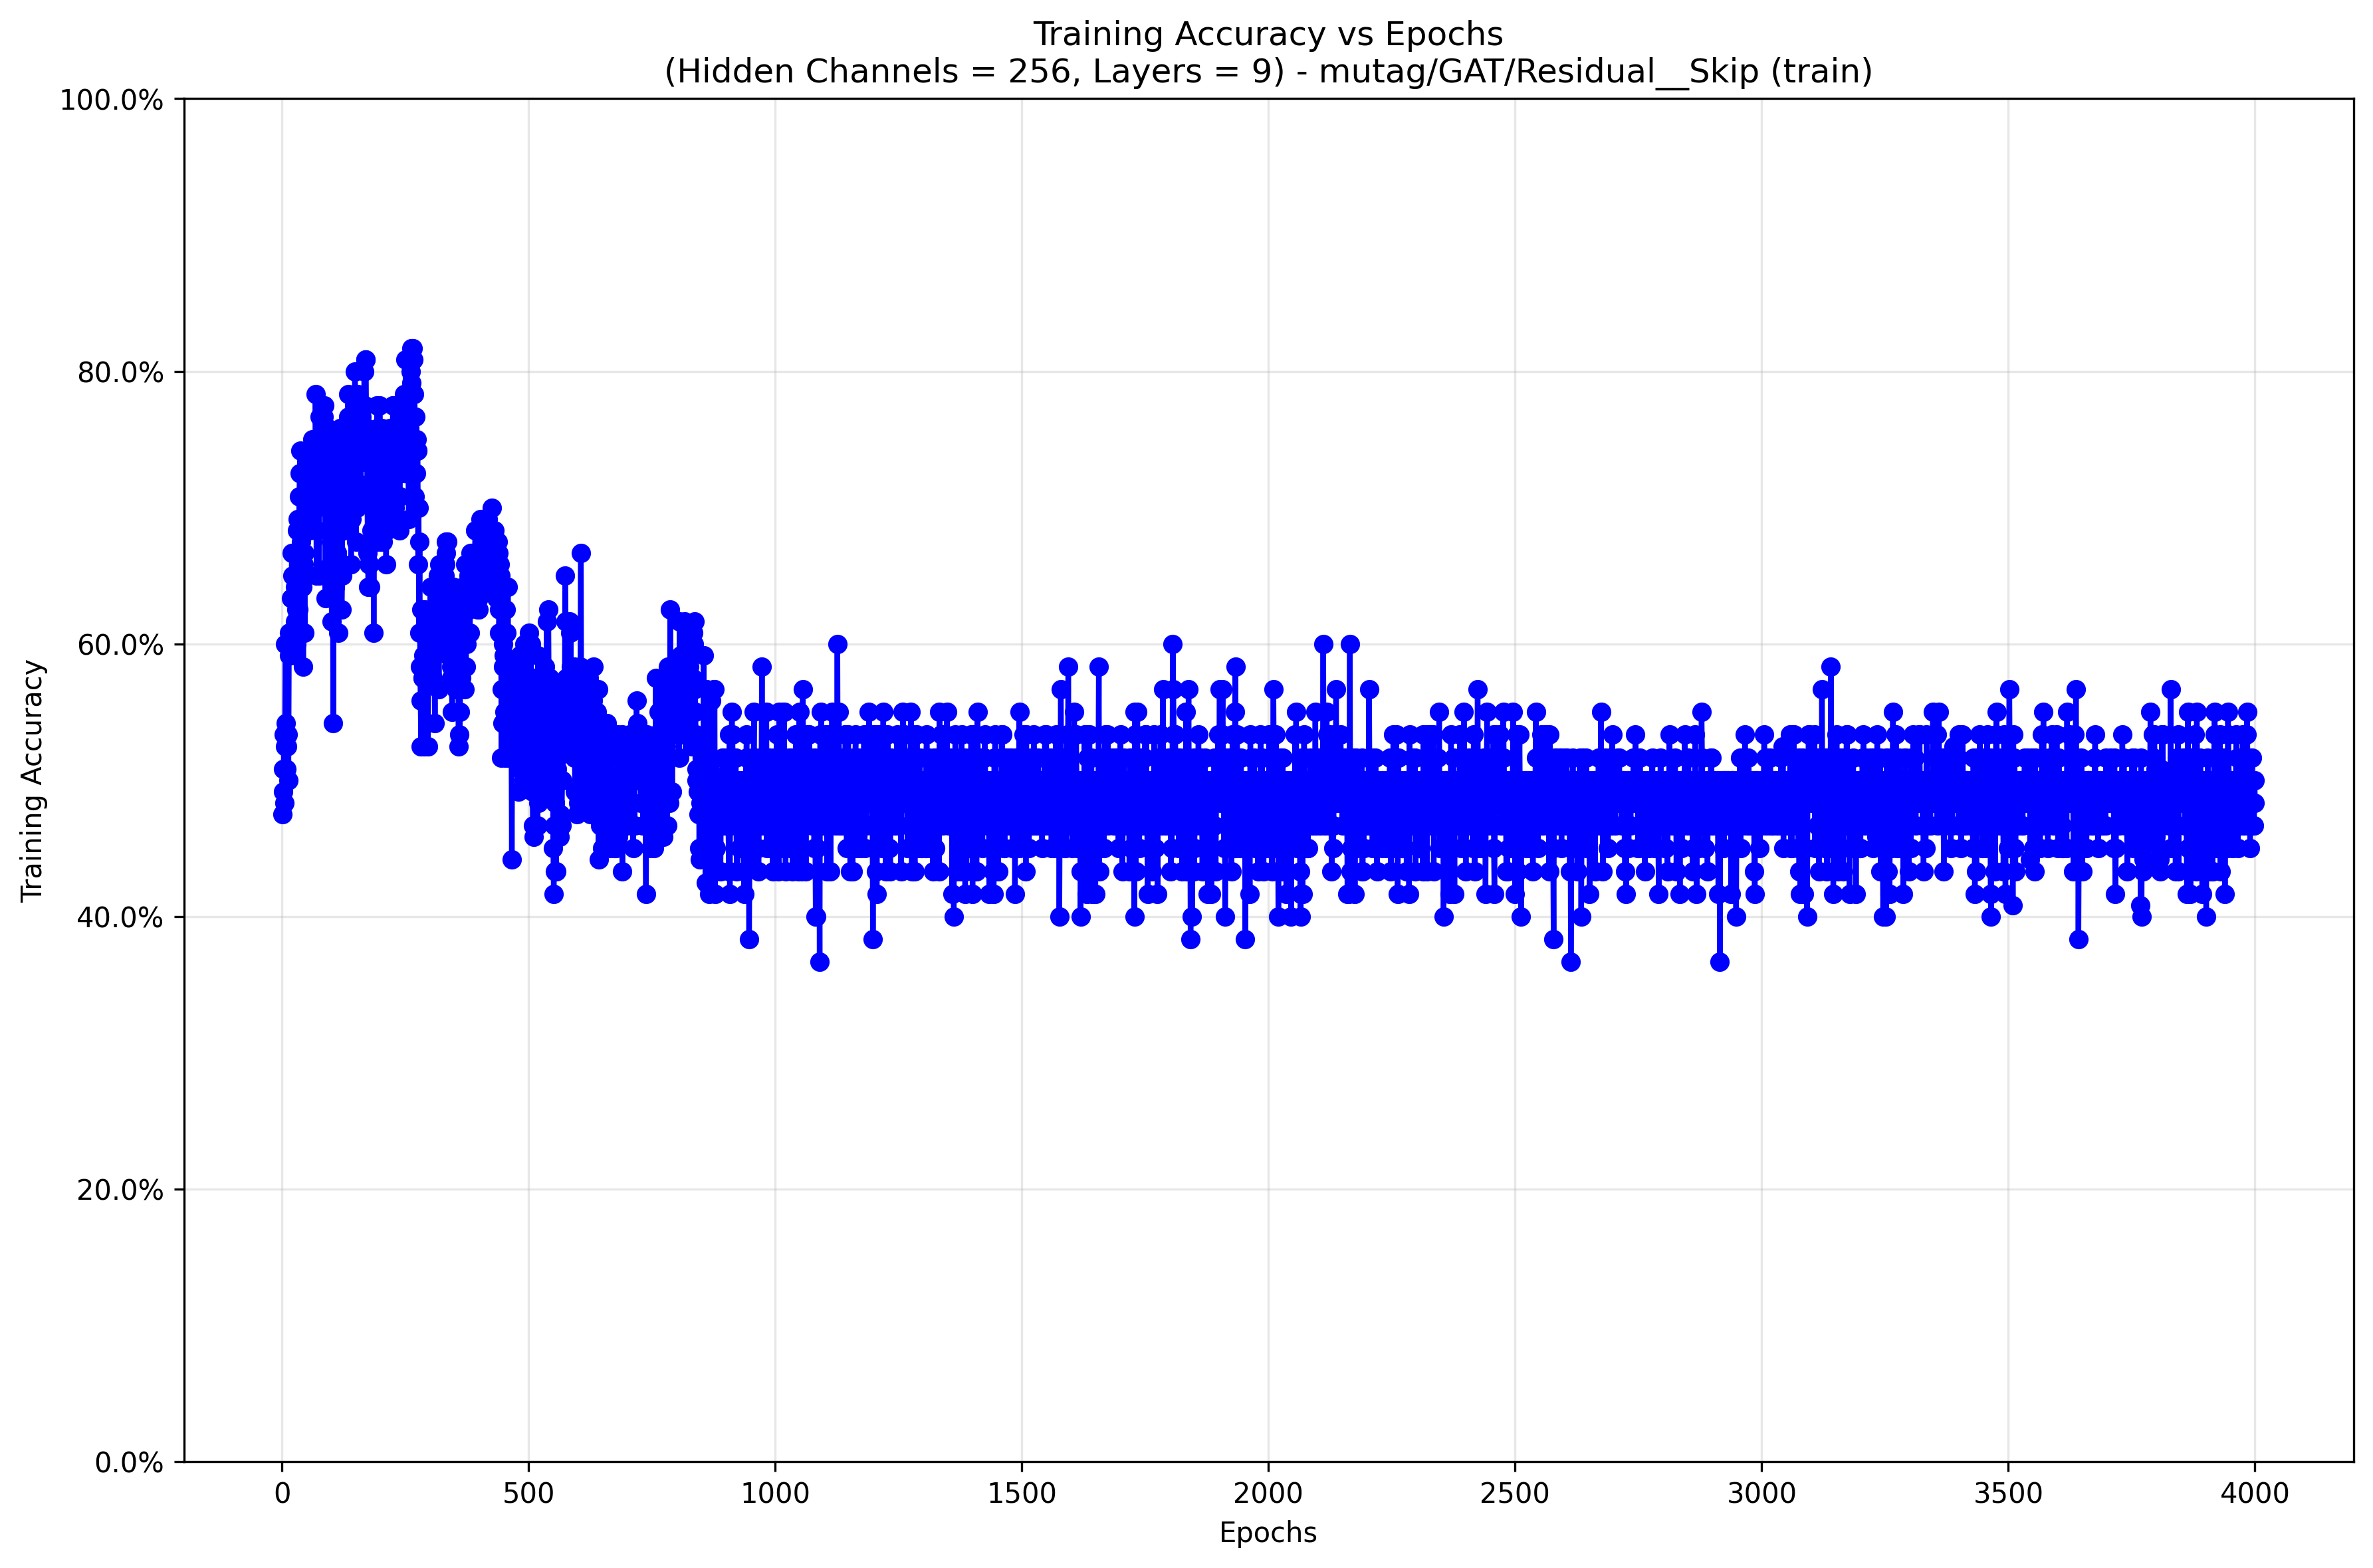 Training Accuracy vs Epochs
(Hidden Channels = 256, Layers = 9) - mutag/GAT/Residual__Skip (train)
100.0%
80.0%
60.0%
40.0%
20.0%
0.0%
Training Accuracy
0 500 1000 1500 2000 2500 3000 3500 4000
Epochs